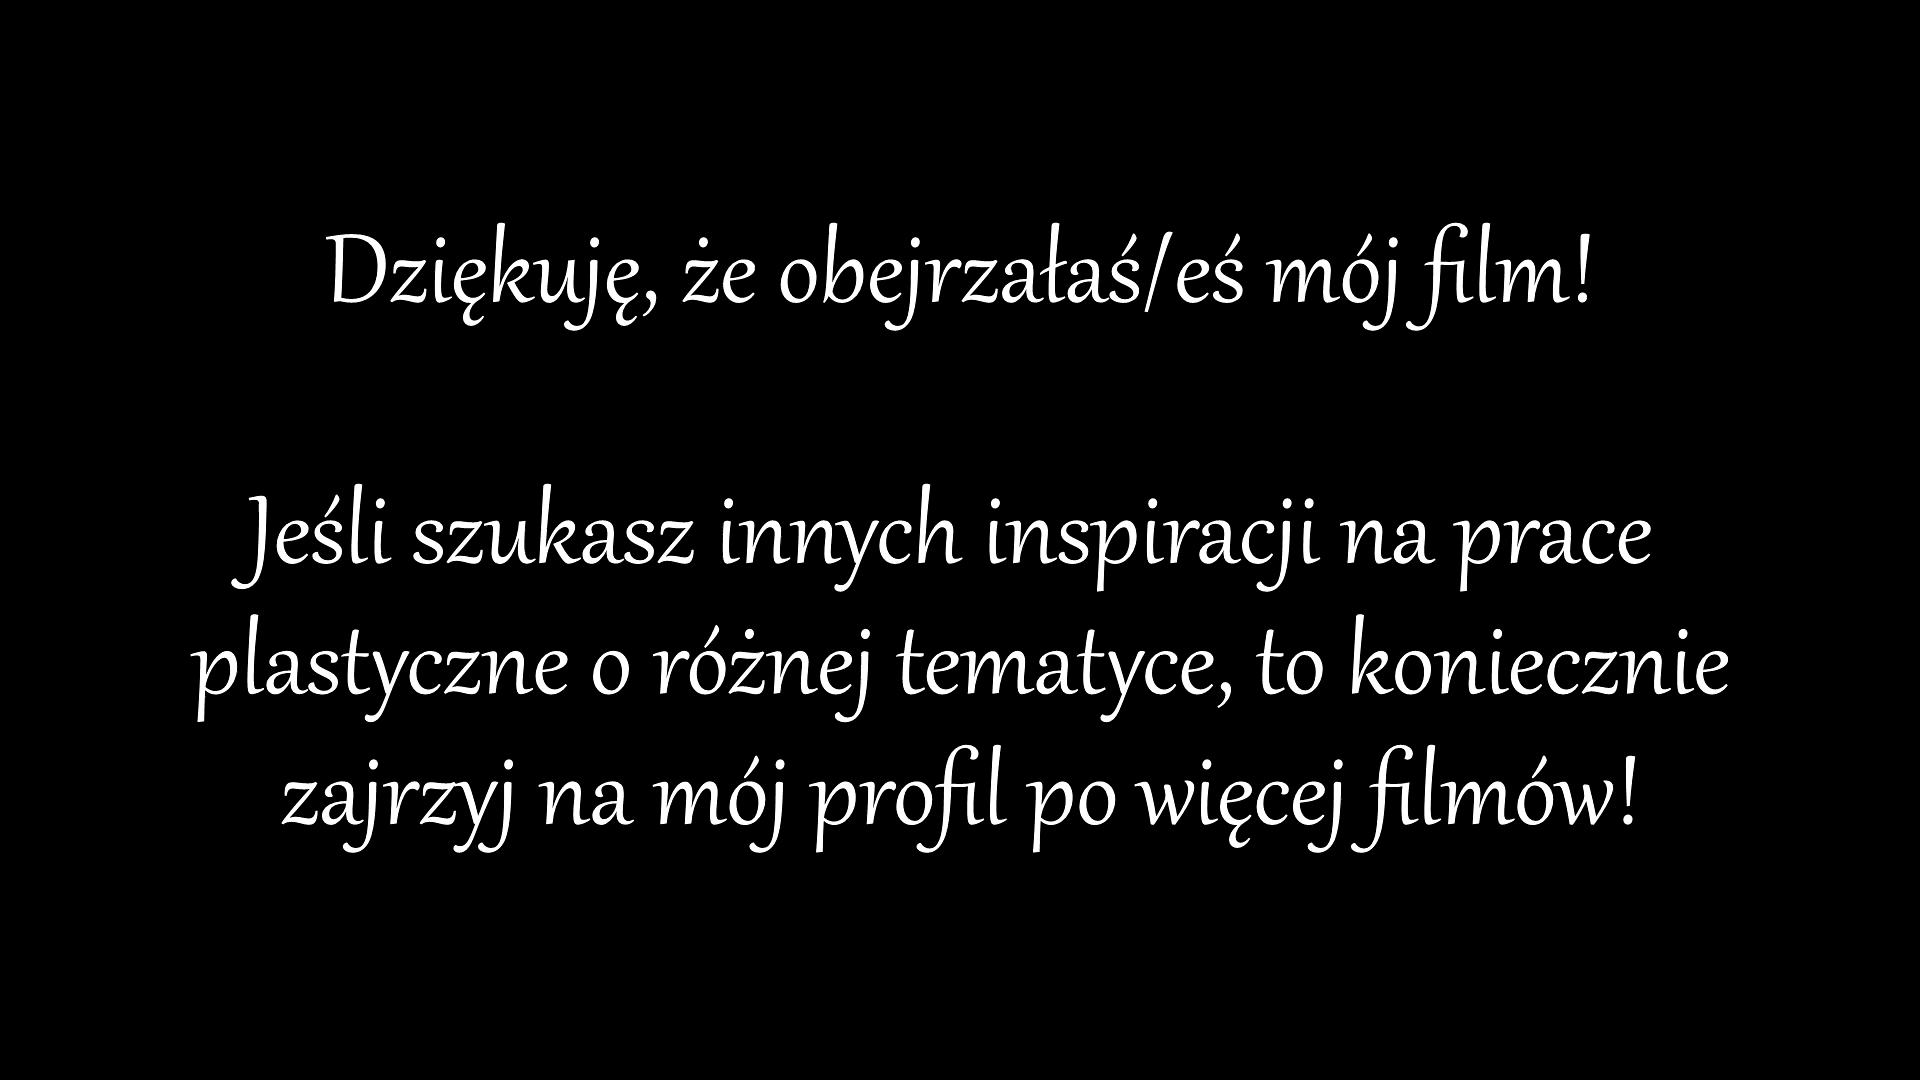 Dziękuję, że obejrzałaś/eś mój film!
Jeśli szukasz innych inspiracji na prace
plastyczne o różnej tematyce, to koniecznie
zajrzyj na mój profil po więcej filmów!